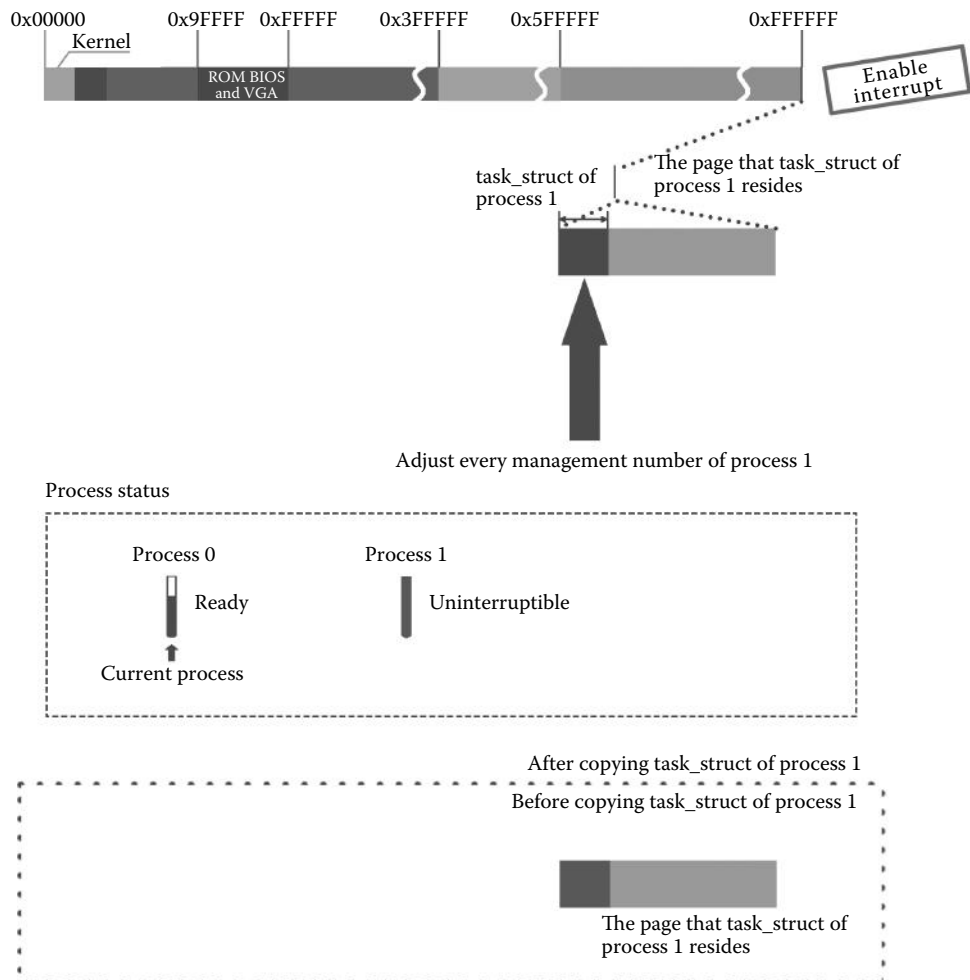 0x00000 0x9FFFF 0xFFFFF 0x3FFFFF 0x5FFFFF 0xFFFFFF
Kernel
ROM BIOS
and VGA
Enable
interrupt
task_struct of
process 1
The page that task_struct of
process 1 resides
Adjust every management number of process 1
Process status
Process 0 Process 1
Ready Uninterruptible
Current process
After copying task_struct of process 1
Before copying task_struct of process 1
The page that task_struct of
process 1 resides